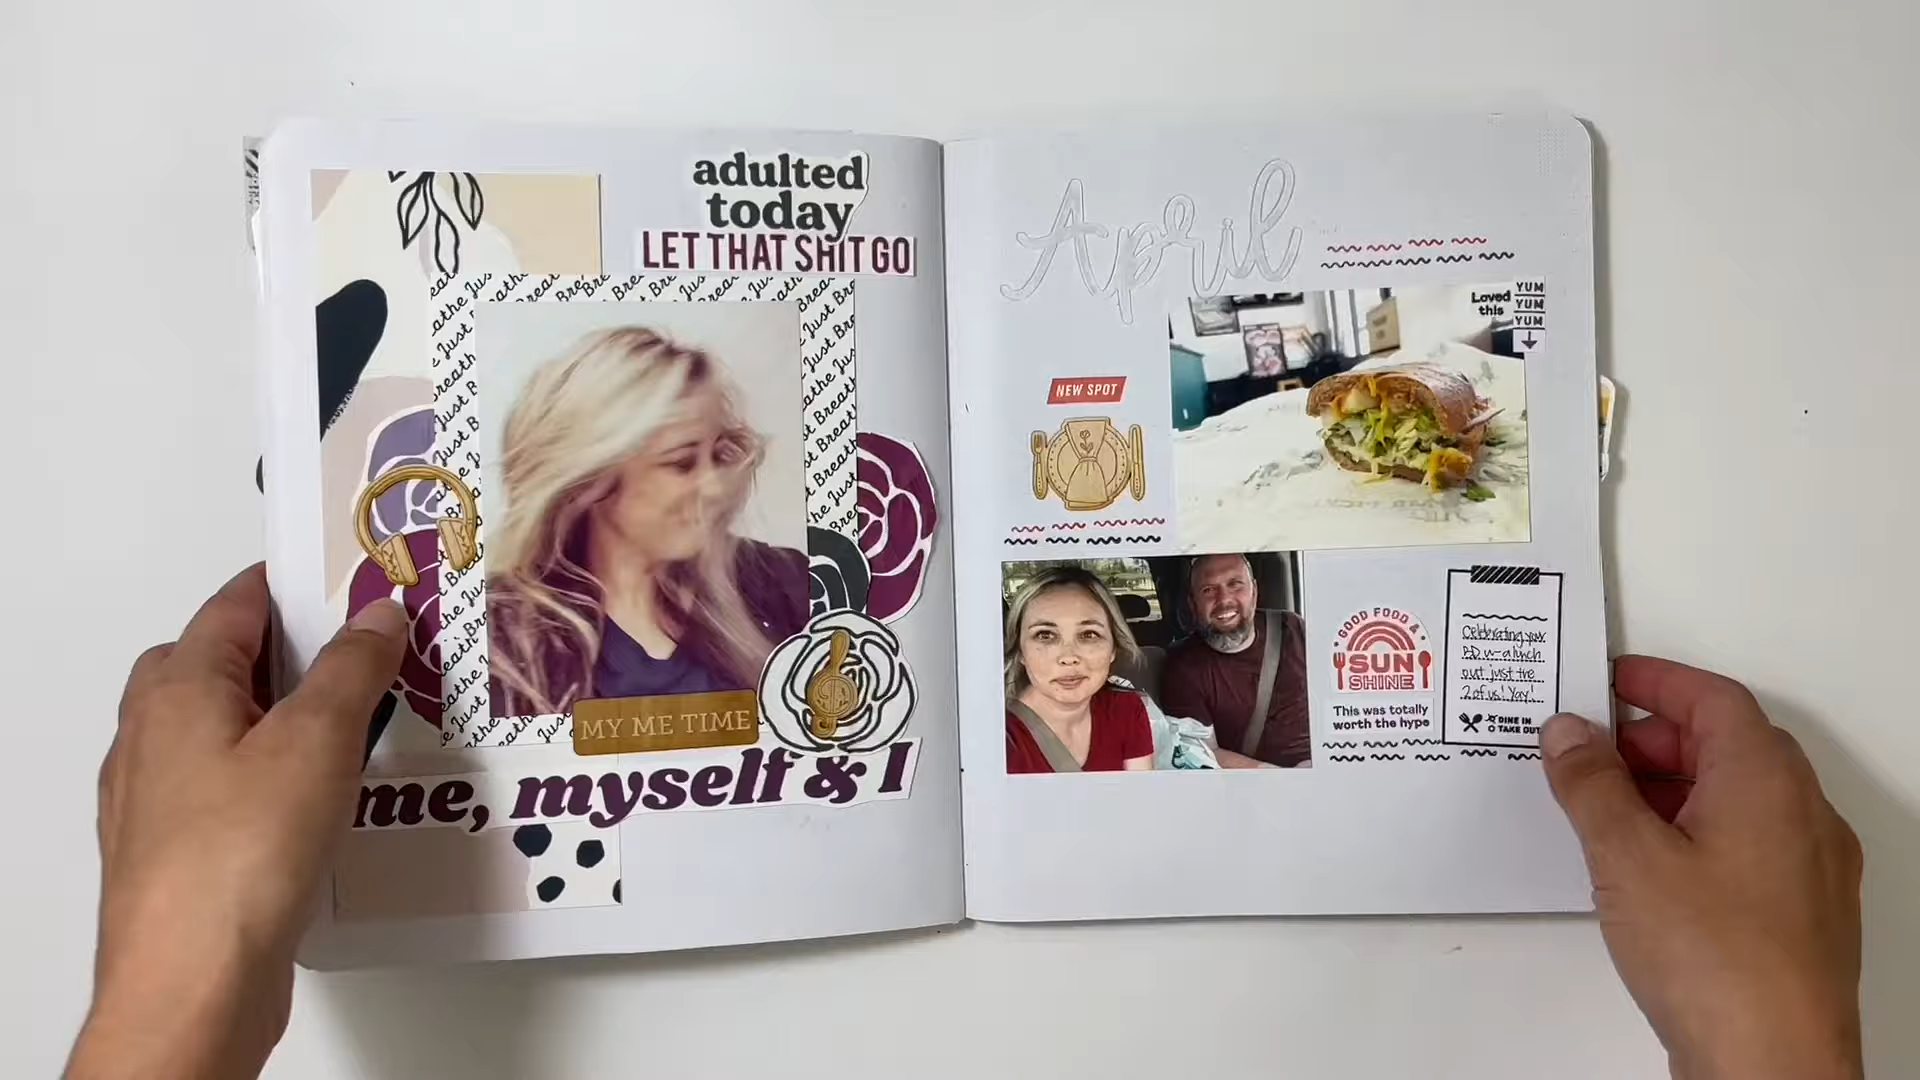 adulted
today
LET THAT SHIT GO
Just Breathe
MY ME TIME
me, myself & I
April
Loved
this
YUM
YUM
YUM
NEW SPOT
GOOD FOOD &
SUN
SHINE
This was totally
worth the hype
Celebrating your
BD w-a lunch
out just the
2 of us! Yay!
DINE IN
TAKE OUT